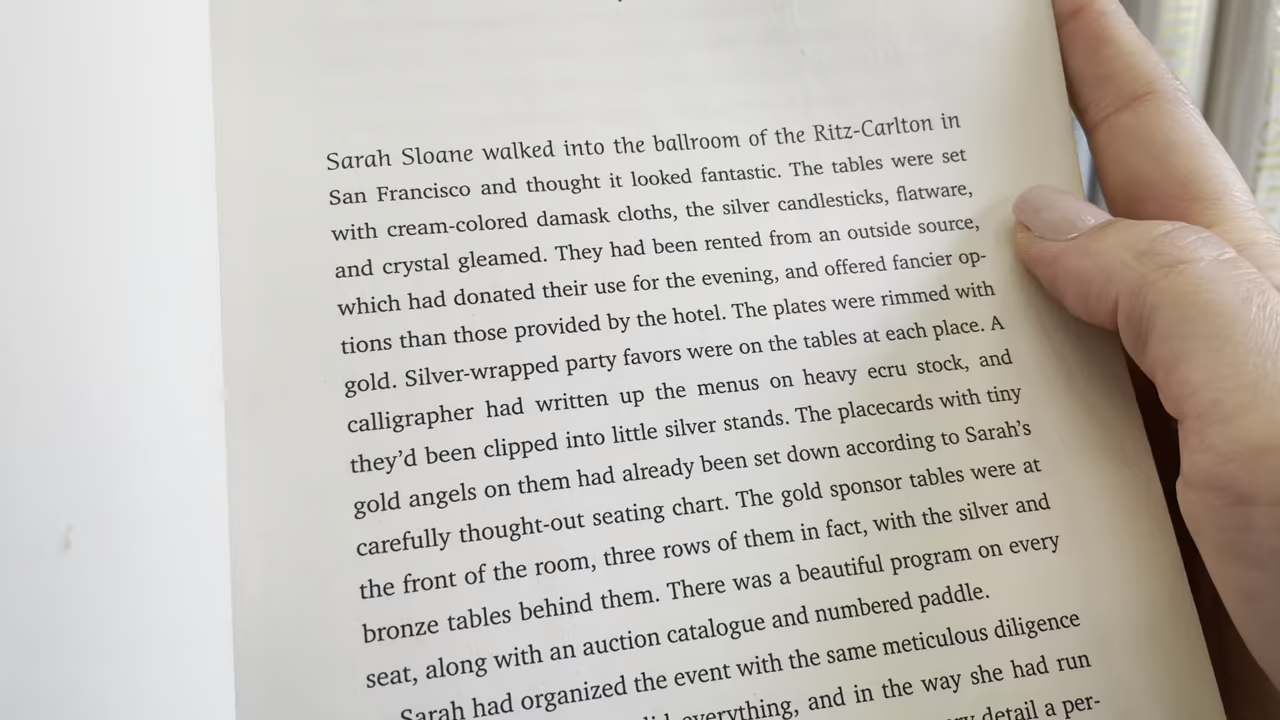 Sarah Sloane walked into the ballroom of the Ritz-Carlton in
San Francisco and thought it looked fantastic. The tables were set
with cream-colored damask cloths, the silver candlesticks, flatware,
and crystal gleamed. They had been rented from an outside source,
which had donated their use for the evening, and offered fancier op-
tions than those provided by the hotel. The plates were rimmed with
gold. Silver-wrapped party favors were on the tables at each place. A
calligrapher had written up the menus on heavy ecru stock, and
they'd been clipped into little silver stands. The placecards with tiny
gold angels on them had already been set down according to Sarah's
carefully thought-out seating chart. The gold sponsor tables were at
the front of the room, three rows of them in fact, with the silver and
bronze tables behind them. There was a beautiful program on every
seat, along with an auction catalogue and numbered paddle.
Sarah had organized the event with the same meticulous diligence
did everything, and in the way she had run
detail a per-